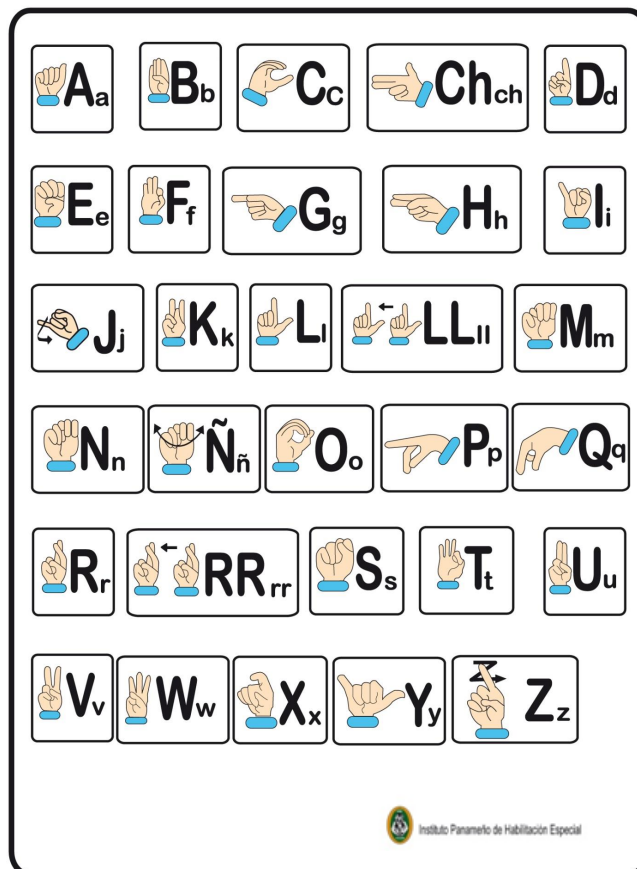 Aa Bb Cc Chch Dd
Ee Ff Gg Hh Ii
Jj Kk Ll LLll Mm
Nn Ññ Oo Pp Qq
Rr RRrr Ss Tt Uu
Vv Ww Xx Yy Zz
Instituto Panameño de Habilitación Especial